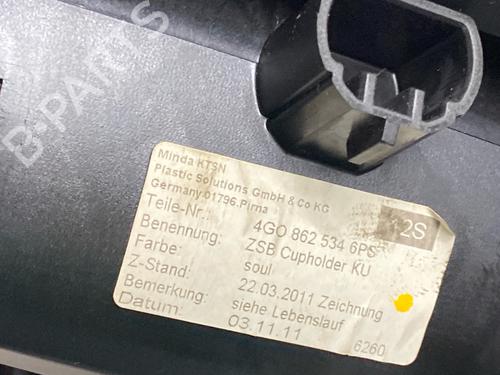 B-PARTS
Minda KTSN
Plastic Solutions GmbH & Co KG
Germany 01796 Pirna
2S
Teile-Nr.: 4G0 862 534 6PS
Benennung: ZSB Cupholder KU
Farbe: soul
Z-Stand: 22.03.2011 Zeichnung
Bemerkung: siehe Lebenslauf
Datum: 03.11.11
6260